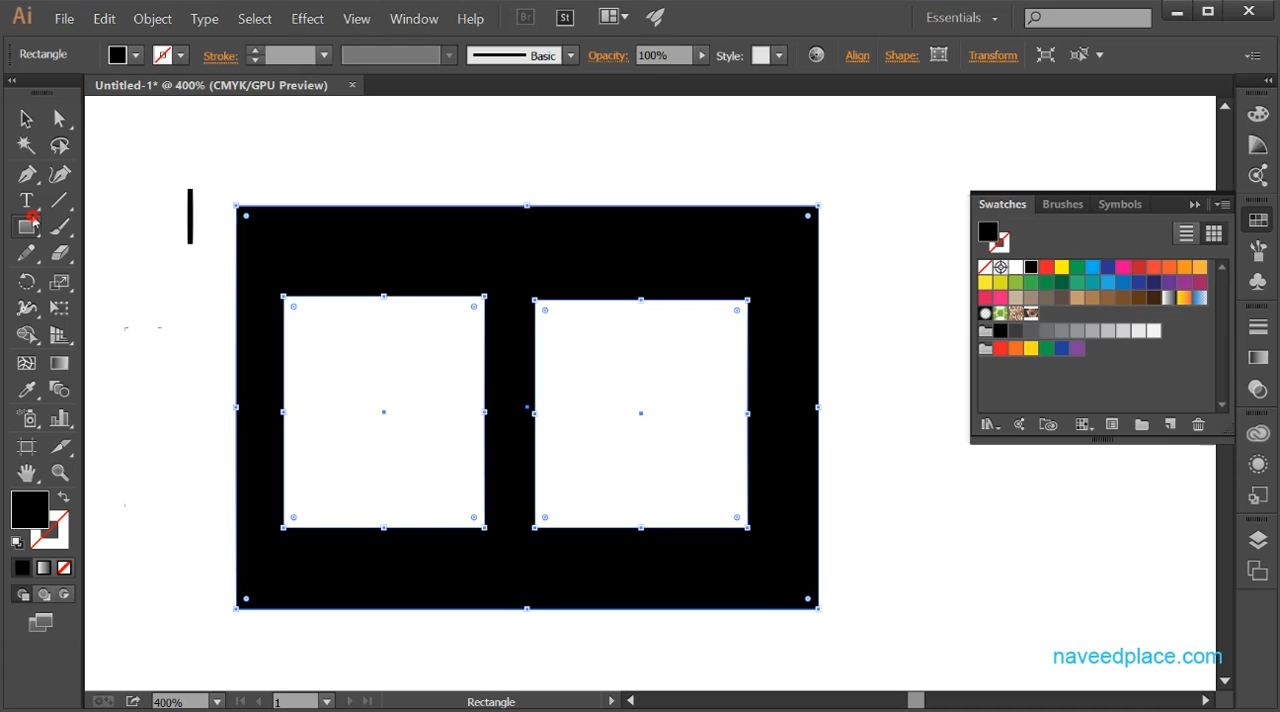 Ai File Edit Object Type Select Effect View Window Help Br St Essentials
Rectangle Stroke: Basic Opacity: 100% Style: Align Shape: Transform
Untitled-1* @ 400% (CMYK/GPU Preview)
Swatches Brushes Symbols
T
naveedplace.com
400% 1 Rectangle